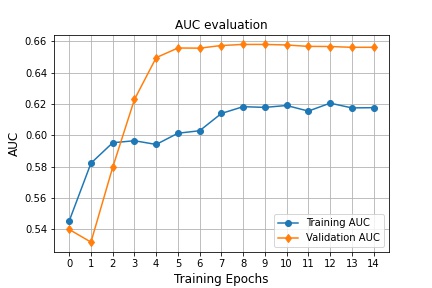 AUC evaluation
AUC
0.66
0.64
0.62
0.60
0.58
0.56
0.54
Training AUC
Validation AUC
0 1 2 3 4 5 6 7 8 9 10 11 12 13 14
Training Epochs